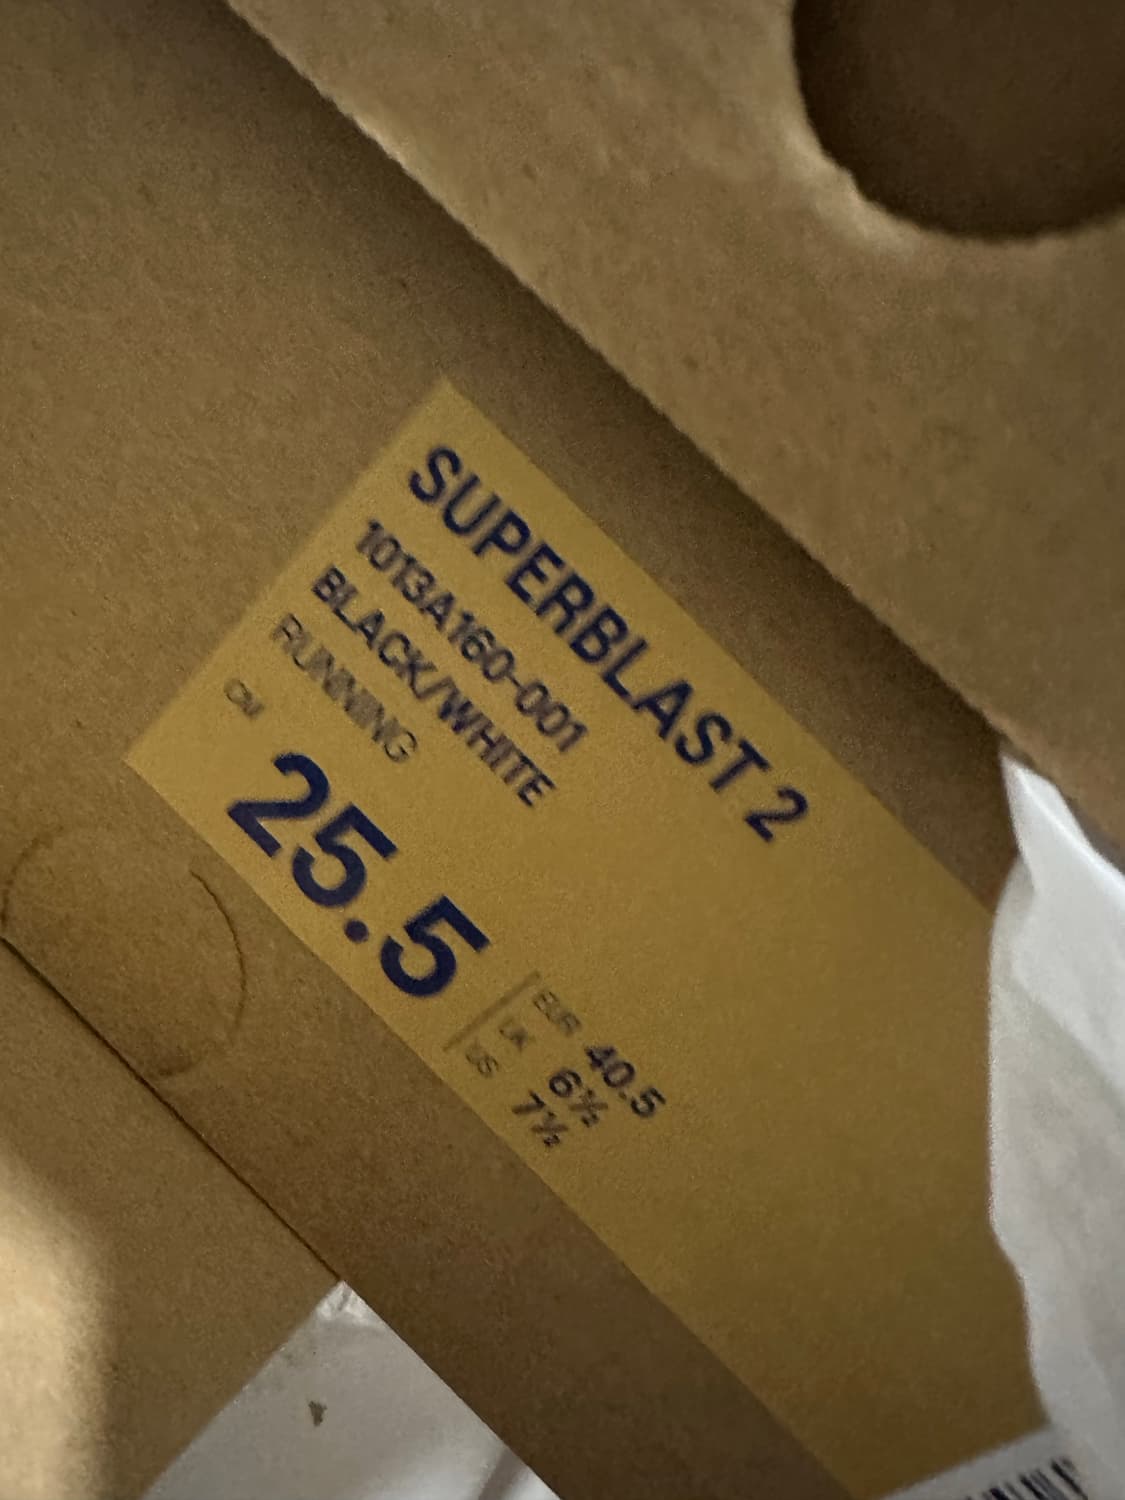 SUPERBLAST 2
1013A160-001
BLACK/WHITE
RUNNING
CM
25.5
EUR 40.5
UK 6½
US 7½